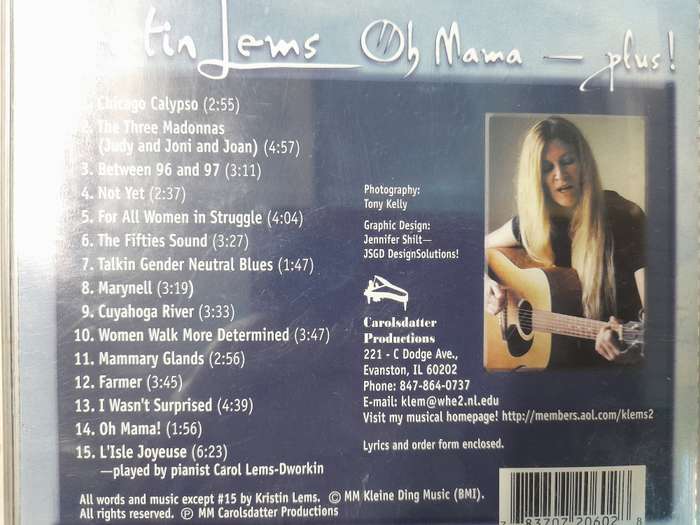 tin Lems Oh Mama — plus!
1. Chicago Calypso (2:55)
2. The Three Madonnas
(Judy and Joni and Joan) (4:57)
3. Between 96 and 97 (3:11)
4. Not Yet (2:37)
5. For All Women in Struggle (4:04)
6. The Fifties Sound (3:27)
7. Talkin Gender Neutral Blues (1:47)
8. Marynell (3:19)
9. Cuyahoga River (3:33)
10. Women Walk More Determined (3:47)
11. Mammary Glands (2:56)
12. Farmer (3:45)
13. I Wasn't Surprised (4:39)
14. Oh Mama! (1:56)
15. L'Isle Joyeuse (6:23)
—played by pianist Carol Lems-Dworkin
Photography:
Tony Kelly
Graphic Design:
Jennifer Shilt—
JSGD DesignSolutions!
Carolsdatter
Productions
221 - C Dodge Ave.,
Evanston, IL 60202
Phone: 847-864-0737
E-mail: klem@whe2.nl.edu
Visit my musical homepage! http://members.aol.com/klems2
Lyrics and order form enclosed.
All words and music except #15 by Kristin Lems. © MM Kleine Ding Music (BMI).
All rights reserved. ℗ MM Carolsdatter Productions
7 83707 20602 8